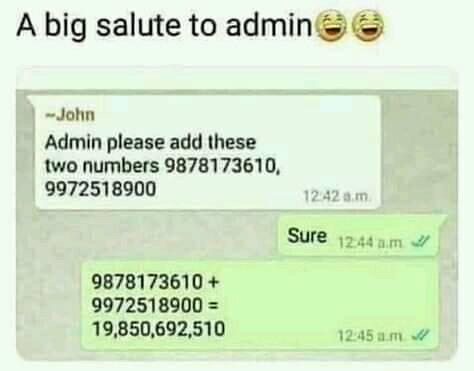 A big salute to admin😂😂
~John
Admin please add these
two numbers 9878173610,
9972518900
12:42 a.m.
Sure
12:44 a.m.
9878173610 +
9972518900 =
19,850,692,510
12:45 a.m.